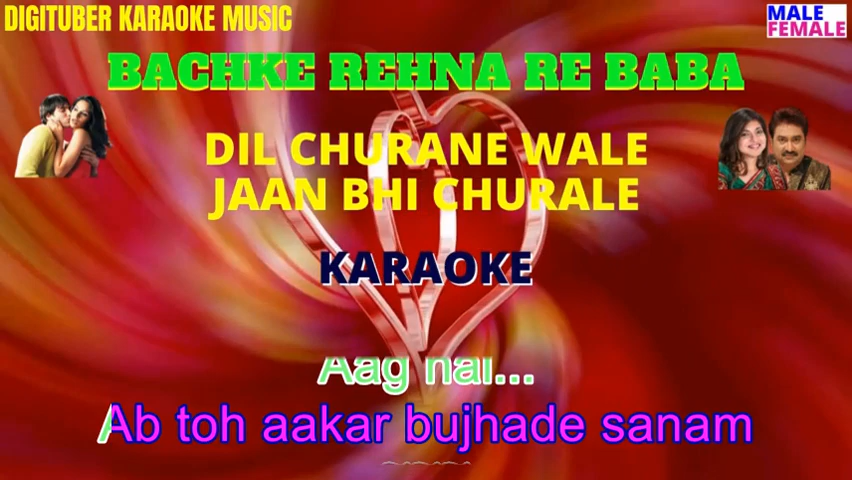 DIGITUBER KARAOKE MUSIC
MALE
FEMALE
BACHKE REHNA RE BABA
DIL CHURANE WALE
JAAN BHI CHURALE
KARAOKE
Aag nai...
Ab toh aakar bujhade sanam